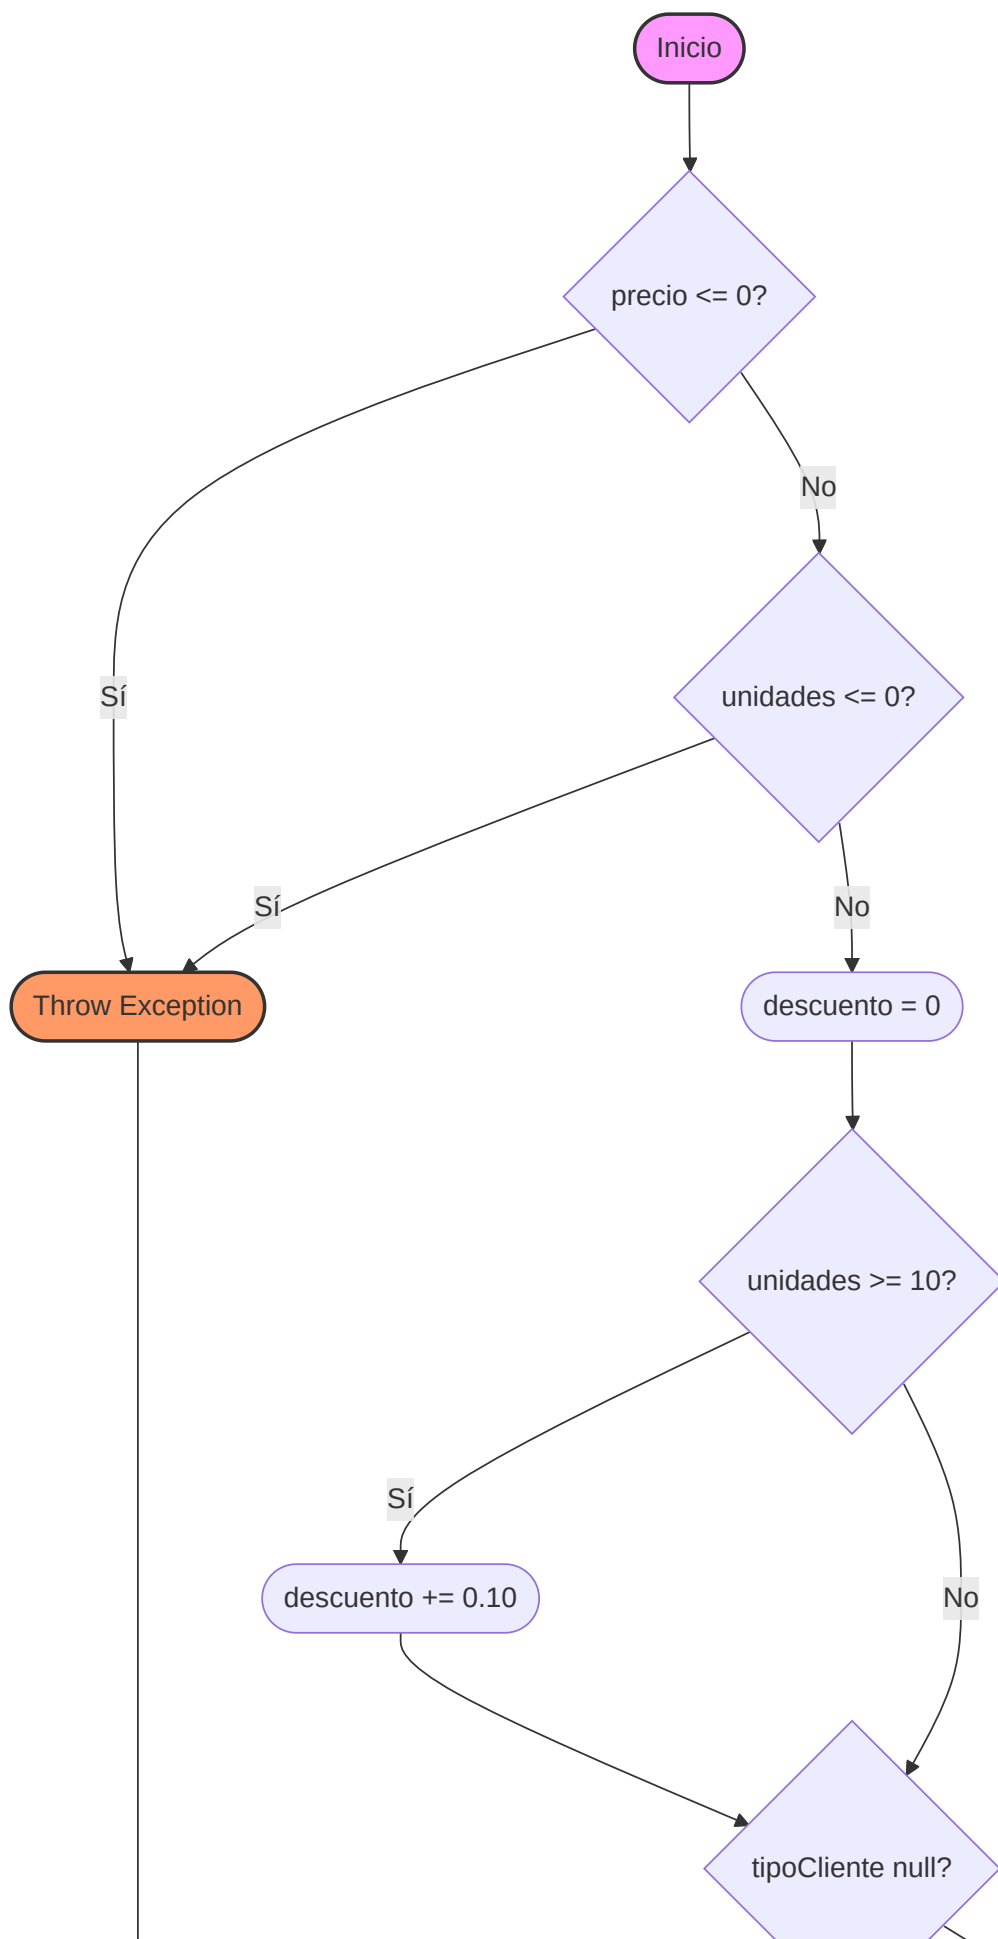 Inicio
precio <= 0?
No
Sí
unidades <= 0?
Sí
No
Throw Exception
descuento = 0
unidades >= 10?
Sí
descuento += 0.10
No
tipoCliente null?